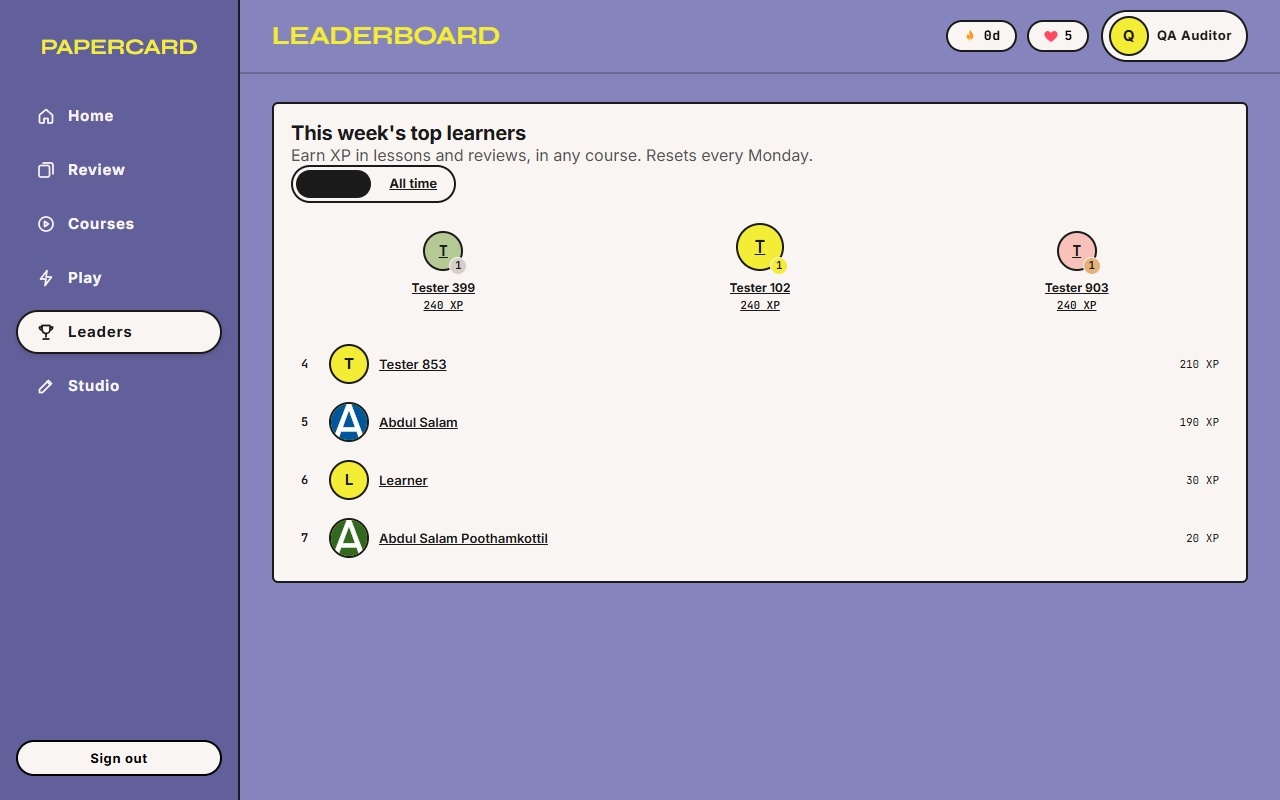 PAPERCARD
Home
Review
Courses
Play
Leaders
Studio
Sign out
LEADERBOARD
0d
5
Q
QA Auditor
This week's top learners
Earn XP in lessons and reviews, in any course. Resets every Monday.
All time
T
1
Tester 399
240 XP
T
1
Tester 102
240 XP
T
1
Tester 903
240 XP
4 T Tester 853 210 XP
5 A Abdul Salam 190 XP
6 L Learner 30 XP
7 A Abdul Salam Poothamkottil 20 XP